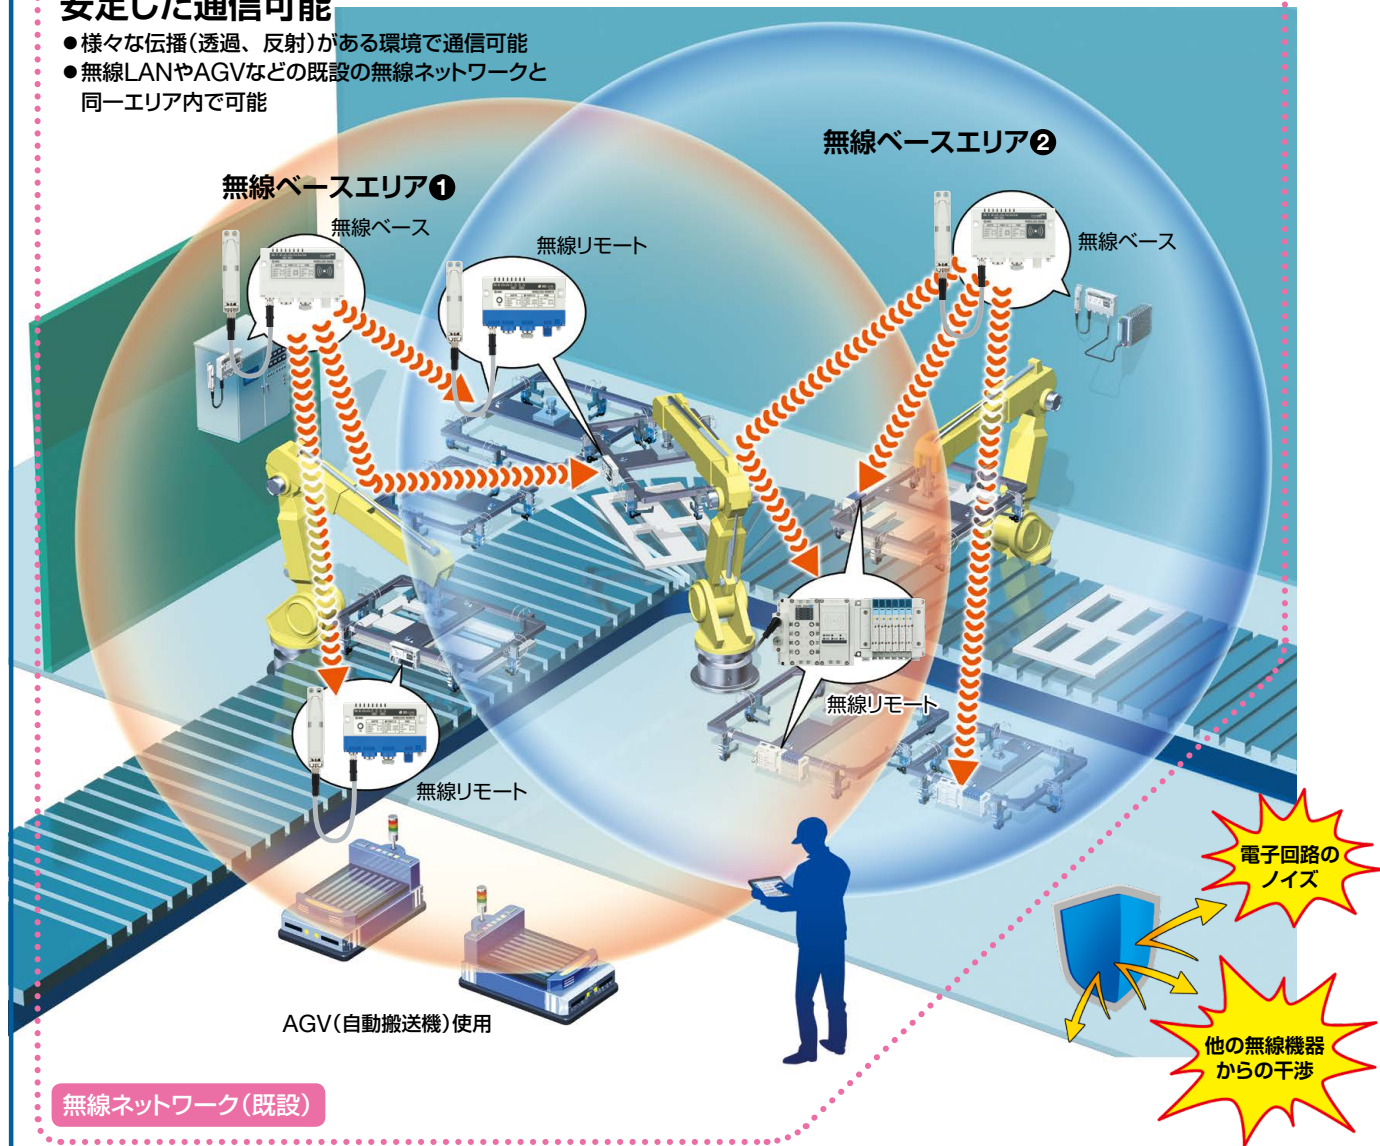 安定した通信可能
●様々な伝播(透過、反射)がある環境で通信可能
●無線LANやAGVなどの既設の無線ネットワークと
同一エリア内で可能
無線ベースエリア❷
無線ベースエリア❶
無線ベース
無線リモート
無線ベース
無線リモート
無線リモート
電子回路の
ノイズ
AGV(自動搬送機)使用
他の無線機器
からの干渉
無線ネットワーク(既設)